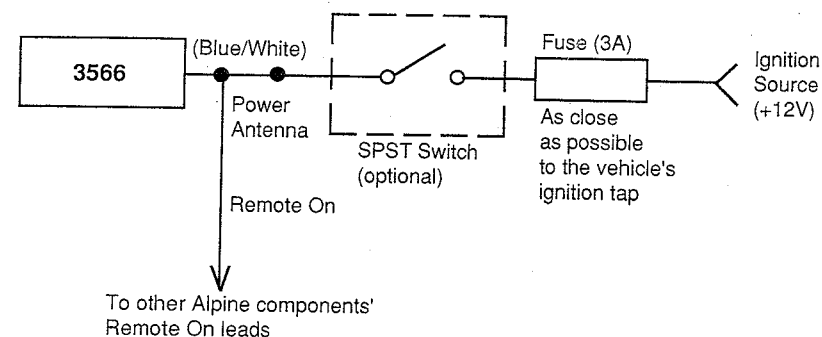 3566
(Blue/White)
Power
Antenna
Remote On
To other Alpine components'
Remote On leads
SPST Switch
(optional)
Fuse (3A)
As close
as possible
to the vehicle's
ignition tap
Ignition
Source
(+12V)